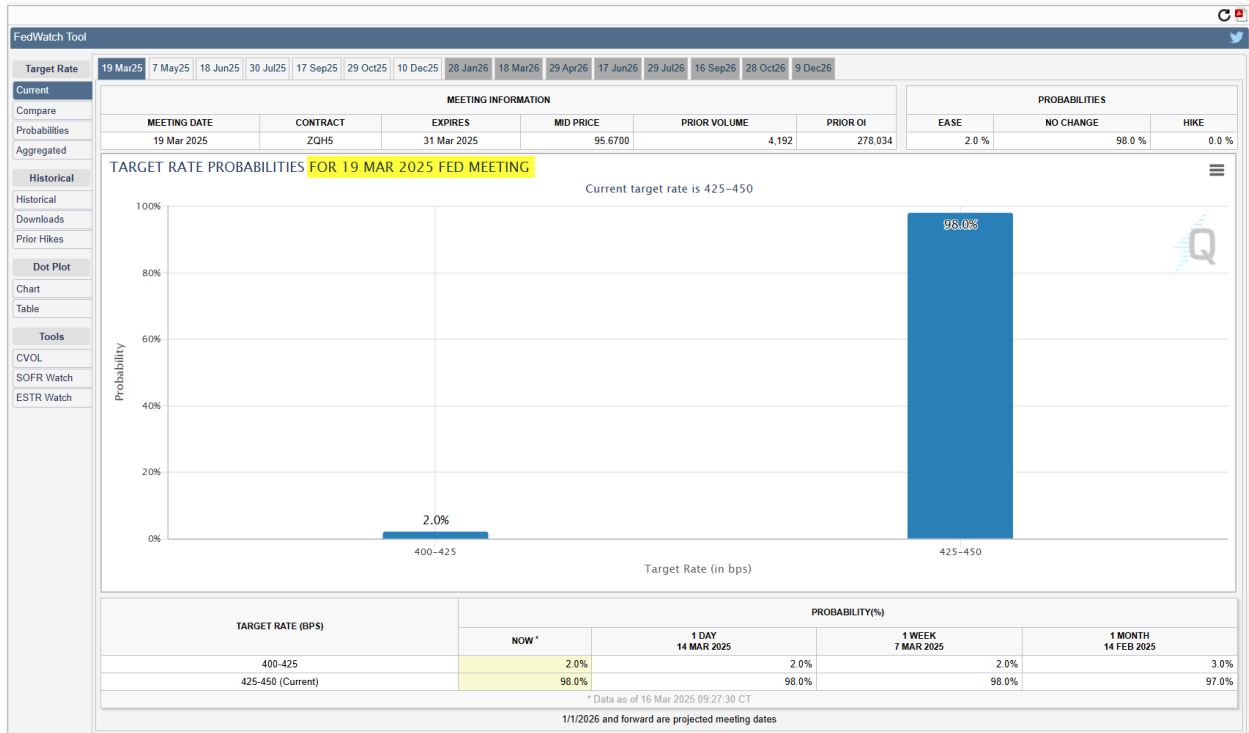 FedWatch Tool
Target Rate
Current
Compare
Probabilities
Aggregated
Historical
Historical
Downloads
Prior Hikes
Dot Plot
Chart
Table
Tools
CVOL
SOFR Watch
ESTR Watch
19 Mar25 7 May25 18 Jun25 30 Jul25 17 Sep25 29 Oct25 10 Dec25 28 Jan26 18 Mar26 29 Apr26 17 Jun26 29 Jul26 16 Sep26 28 Oct26 9 Dec26
MEETING INFORMATION
MEETING DATE CONTRACT EXPIRES MID PRICE PRIOR VOLUME PRIOR OI
19 Mar 2025 ZQH5 31 Mar 2025 95.6700 4,192 278,034
PROBABILITIES
EASE NO CHANGE HIKE
2.0 % 98.0 % 0.0 %
TARGET RATE PROBABILITIES FOR 19 MAR 2025 FED MEETING
Current target rate is 425-450
100%
80%
60%
40%
20%
0%
Probability
98.0%
Q
2.0%
400-425 425-450
Target Rate (in bps)
TARGET RATE (BPS) PROBABILITY(%)
NOW * 1 DAY 1 WEEK 1 MONTH
14 MAR 2025 7 MAR 2025 14 FEB 2025
400-425 2.0% 2.0% 2.0% 3.0%
425-450 (Current) 98.0% 98.0% 98.0% 97.0%
* Data as of 16 Mar 2025 09:27:30 CT
1/1/2026 and forward are projected meeting dates